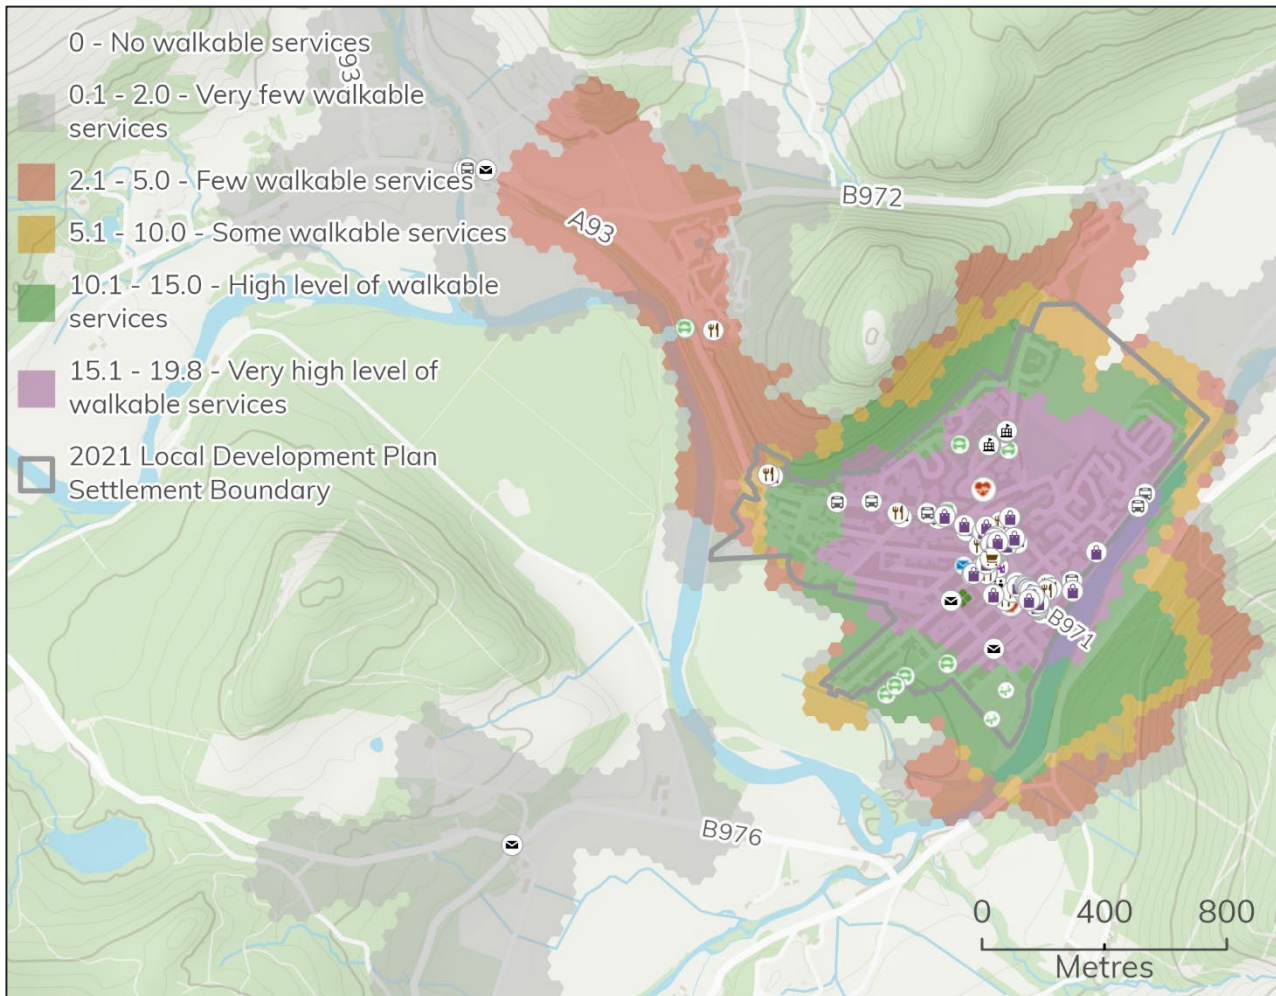 0 - No walkable services
0.1 - 2.0 - Very few walkable
services
2.1 - 5.0 - Few walkable services
5.1 - 10.0 - Some walkable services
10.1 - 15.0 - High level of walkable
services
15.1 - 19.8 - Very high level of
walkable services
2021 Local Development Plan
Settlement Boundary
A93
B972
B971
B976
0 400 800
Metres